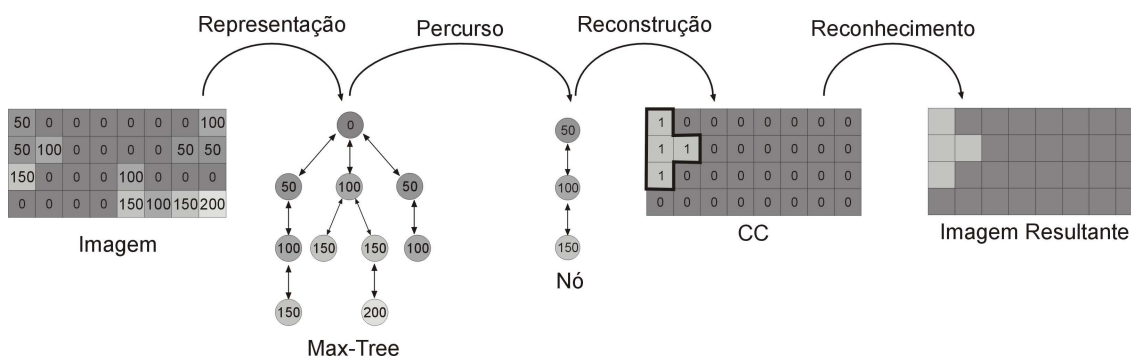 Representação Percurso Reconstrução Reconhecimento
50 0 0 0 0 0 0 100
50 100 0 0 0 0 50 50
150 0 0 0 100 0 0 0
0 0 0 0 150 100 150 200
Imagem
0
50 100 50
100 150 150 100
150 200
Max-Tree
50
100
150
Nó
1 0 0 0 0 0 0 0
1 1 0 0 0 0 0 0
1 0 0 0 0 0 0 0
0 0 0 0 0 0 0 0
CC
Imagem Resultante